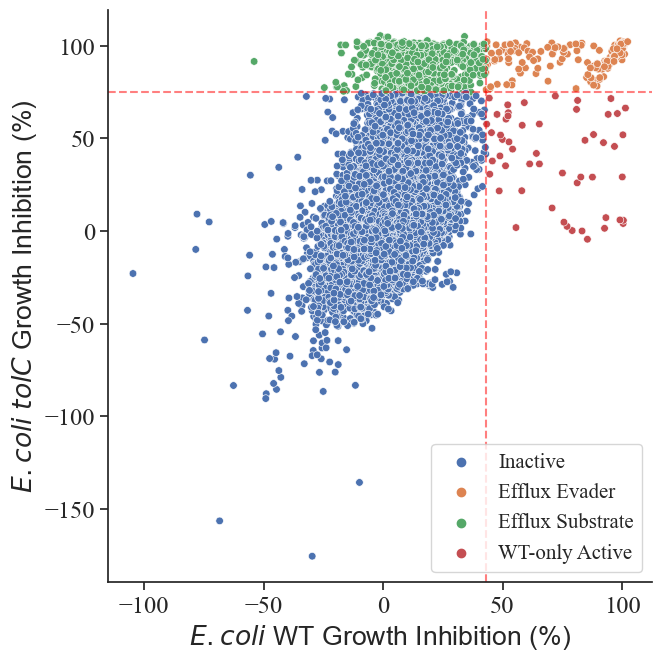 100
50
0
−50
−100
−150
E. coli tolC Growth Inhibition (%)
Inactive
Efflux Evader
Efflux Substrate
WT-only Active
−100
−50
0
50
100
E. coli WT Growth Inhibition (%)